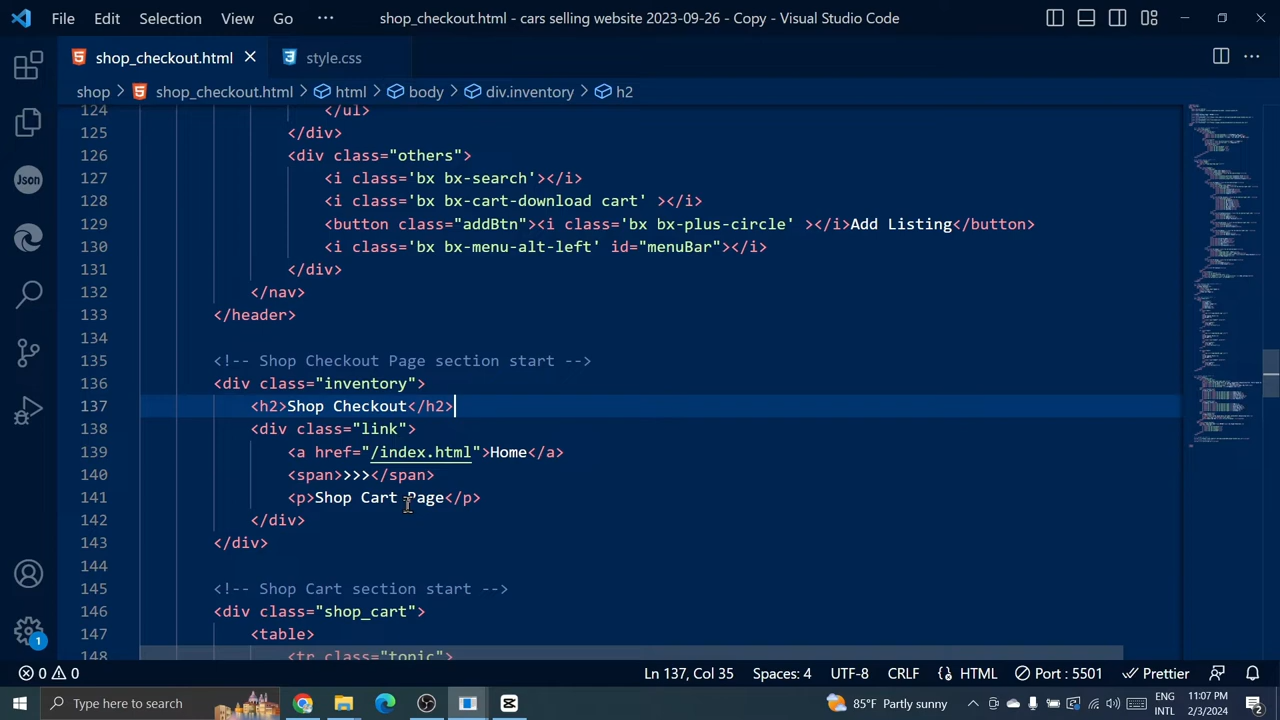 File Edit Selection View Go ··· shop_checkout.html - cars selling website 2023-09-26 - Copy - Visual Studio Code
shop_checkout.html style.css
shop > shop_checkout.html > html > body > div.inventory > h2
124 </ul>
125 </div>
126 <div class="others">
127 <i class='bx bx-search'></i>
128 <i class='bx bx-cart-download cart' ></i>
129 <button class="addBtn"><i class='bx bx-plus-circle' ></i>Add Listing</button>
130 <i class='bx bx-menu-alt-left' id="menuBar"></i>
131 </div>
132 </nav>
133 </header>
134
135 <!-- Shop Checkout Page section start -->
136 <div class="inventory">
137 <h2>Shop Checkout</h2>
138 <div class="link">
139 <a href="/index.html">Home</a>
140 <span>>>></span>
141 <p>Shop Cart Page</p>
142 </div>
143 </div>
144
145 <!-- Shop Cart section start -->
146 <div class="shop_cart">
147 <table>
148 <tr class="topic">
Json
1
0 0 Ln 137, Col 35 Spaces: 4 UTF-8 CRLF {} HTML Port : 5501 Prettier
Type here to search 85°F Partly sunny ENG INTL 11:07 PM 2/3/2024 2